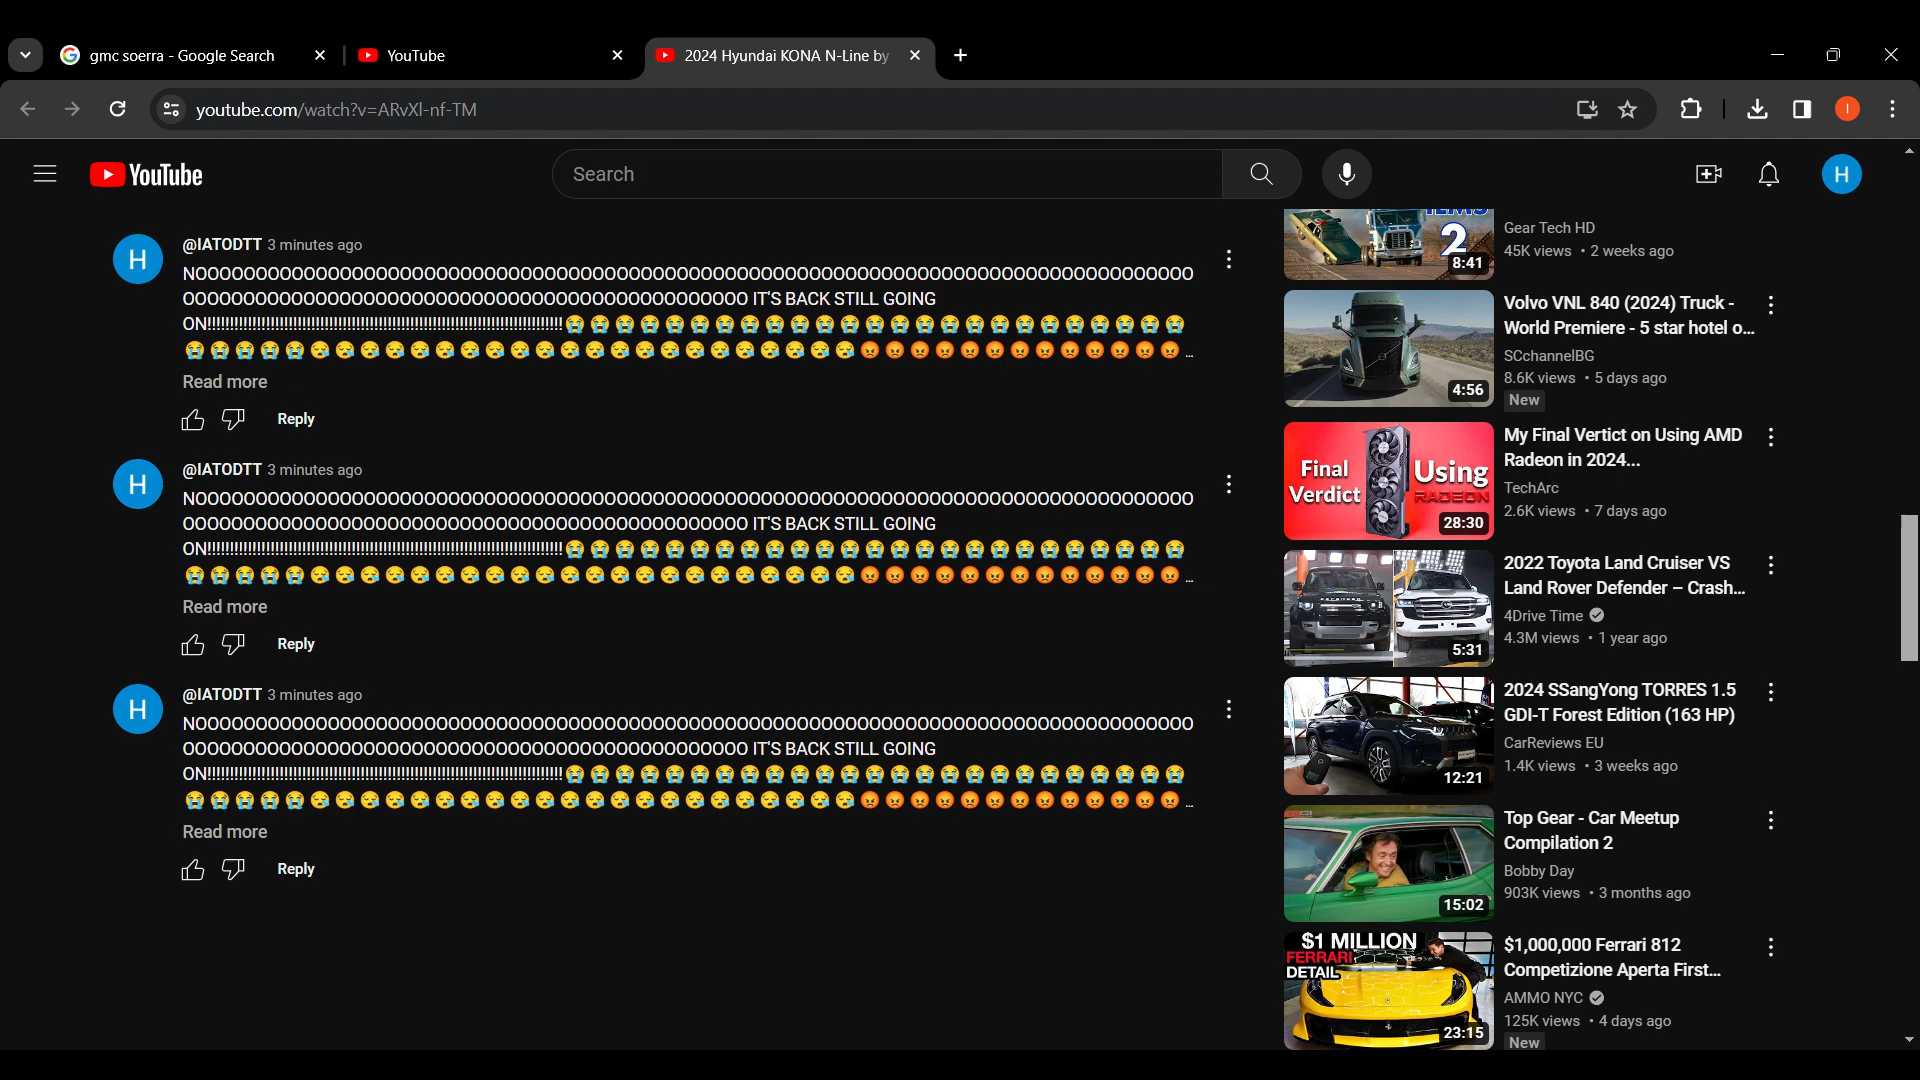 gmc soerra - Google Search
YouTube
2024 Hyundai KONA N-Line by
youtube.com/watch?v=ARvXl-nf-TM
I
YouTube
Search
H
H
@IATODTT 3 minutes ago
NOOOOOOOOOOOOOOOOOOOOOOOOOOOOOOOOOOOOOOOOOOOOOOOOOOOOOOOOOOOOOOOOOOOOOOOOOOOOOOOOOO
OOOOOOOOOOOOOOOOOOOOOOOOOOOOOOOOOOOOOOOOOOOOOOO IT'S BACK STILL GOING
ON!!!!!!!!!!!!!!!!!!!!!!!!!!!!!!!!!!!!!!!!!!!!!!!!!!!!!!!!!!!!!!!!!!!!!!!!!!!!!!😭😭😭😭😭😭😭😭😭😭😭😭😭😭😭😭😭😭😭😭😭😭😭😭😭
😭😭😭😭😭😪😪😪😪😪😪😪😪😪😪😪😪😪😪😪😪😪😪😪😪😪😪😡😡😡😡😡😡😡😡😡😡😡😡😡...
Read more
Reply
H
@IATODTT 3 minutes ago
NOOOOOOOOOOOOOOOOOOOOOOOOOOOOOOOOOOOOOOOOOOOOOOOOOOOOOOOOOOOOOOOOOOOOOOOOOOOOOOOOOO
OOOOOOOOOOOOOOOOOOOOOOOOOOOOOOOOOOOOOOOOOOOOOOO IT'S BACK STILL GOING
ON!!!!!!!!!!!!!!!!!!!!!!!!!!!!!!!!!!!!!!!!!!!!!!!!!!!!!!!!!!!!!!!!!!!!!!!!!!!!!!😭😭😭😭😭😭😭😭😭😭😭😭😭😭😭😭😭😭😭😭😭😭😭😭😭
😭😭😭😭😭😪😪😪😪😪😪😪😪😪😪😪😪😪😪😪😪😪😪😪😪😪😪😡😡😡😡😡😡😡😡😡😡😡😡😡...
Read more
Reply
H
@IATODTT 3 minutes ago
NOOOOOOOOOOOOOOOOOOOOOOOOOOOOOOOOOOOOOOOOOOOOOOOOOOOOOOOOOOOOOOOOOOOOOOOOOOOOOOOOOO
OOOOOOOOOOOOOOOOOOOOOOOOOOOOOOOOOOOOOOOOOOOOOOO IT'S BACK STILL GOING
ON!!!!!!!!!!!!!!!!!!!!!!!!!!!!!!!!!!!!!!!!!!!!!!!!!!!!!!!!!!!!!!!!!!!!!!!!!!!!!!😭😭😭😭😭😭😭😭😭😭😭😭😭😭😭😭😭😭😭😭😭😭😭😭😭
😭😭😭😭😭😪😪😪😪😪😪😪😪😪😪😪😪😪😪😪😪😪😪😪😪😪😪😡😡😡😡😡😡😡😡😡😡😡😡😡...
Read more
Reply
2
8:41
Gear Tech HD
45K views • 2 weeks ago
4:56
Volvo VNL 840 (2024) Truck -
World Premiere - 5 star hotel o...
SCchannelBG
8.6K views • 5 days ago
New
Final
Verdict
Using
RADEON
28:30
My Final Vertict on Using AMD
Radeon in 2024...
TechArc
2.6K views • 7 days ago
5:31
2022 Toyota Land Cruiser VS
Land Rover Defender – Crash...
4Drive Time
4.3M views • 1 year ago
12:21
2024 SSangYong TORRES 1.5
GDI-T Forest Edition (163 HP)
CarReviews EU
1.4K views • 3 weeks ago
15:02
Top Gear - Car Meetup
Compilation 2
Bobby Day
903K views • 3 months ago
$1 MILLION
FERRARI
DETAIL
23:15
$1,000,000 Ferrari 812
Competizione Aperta First...
AMMO NYC
125K views • 4 days ago
New